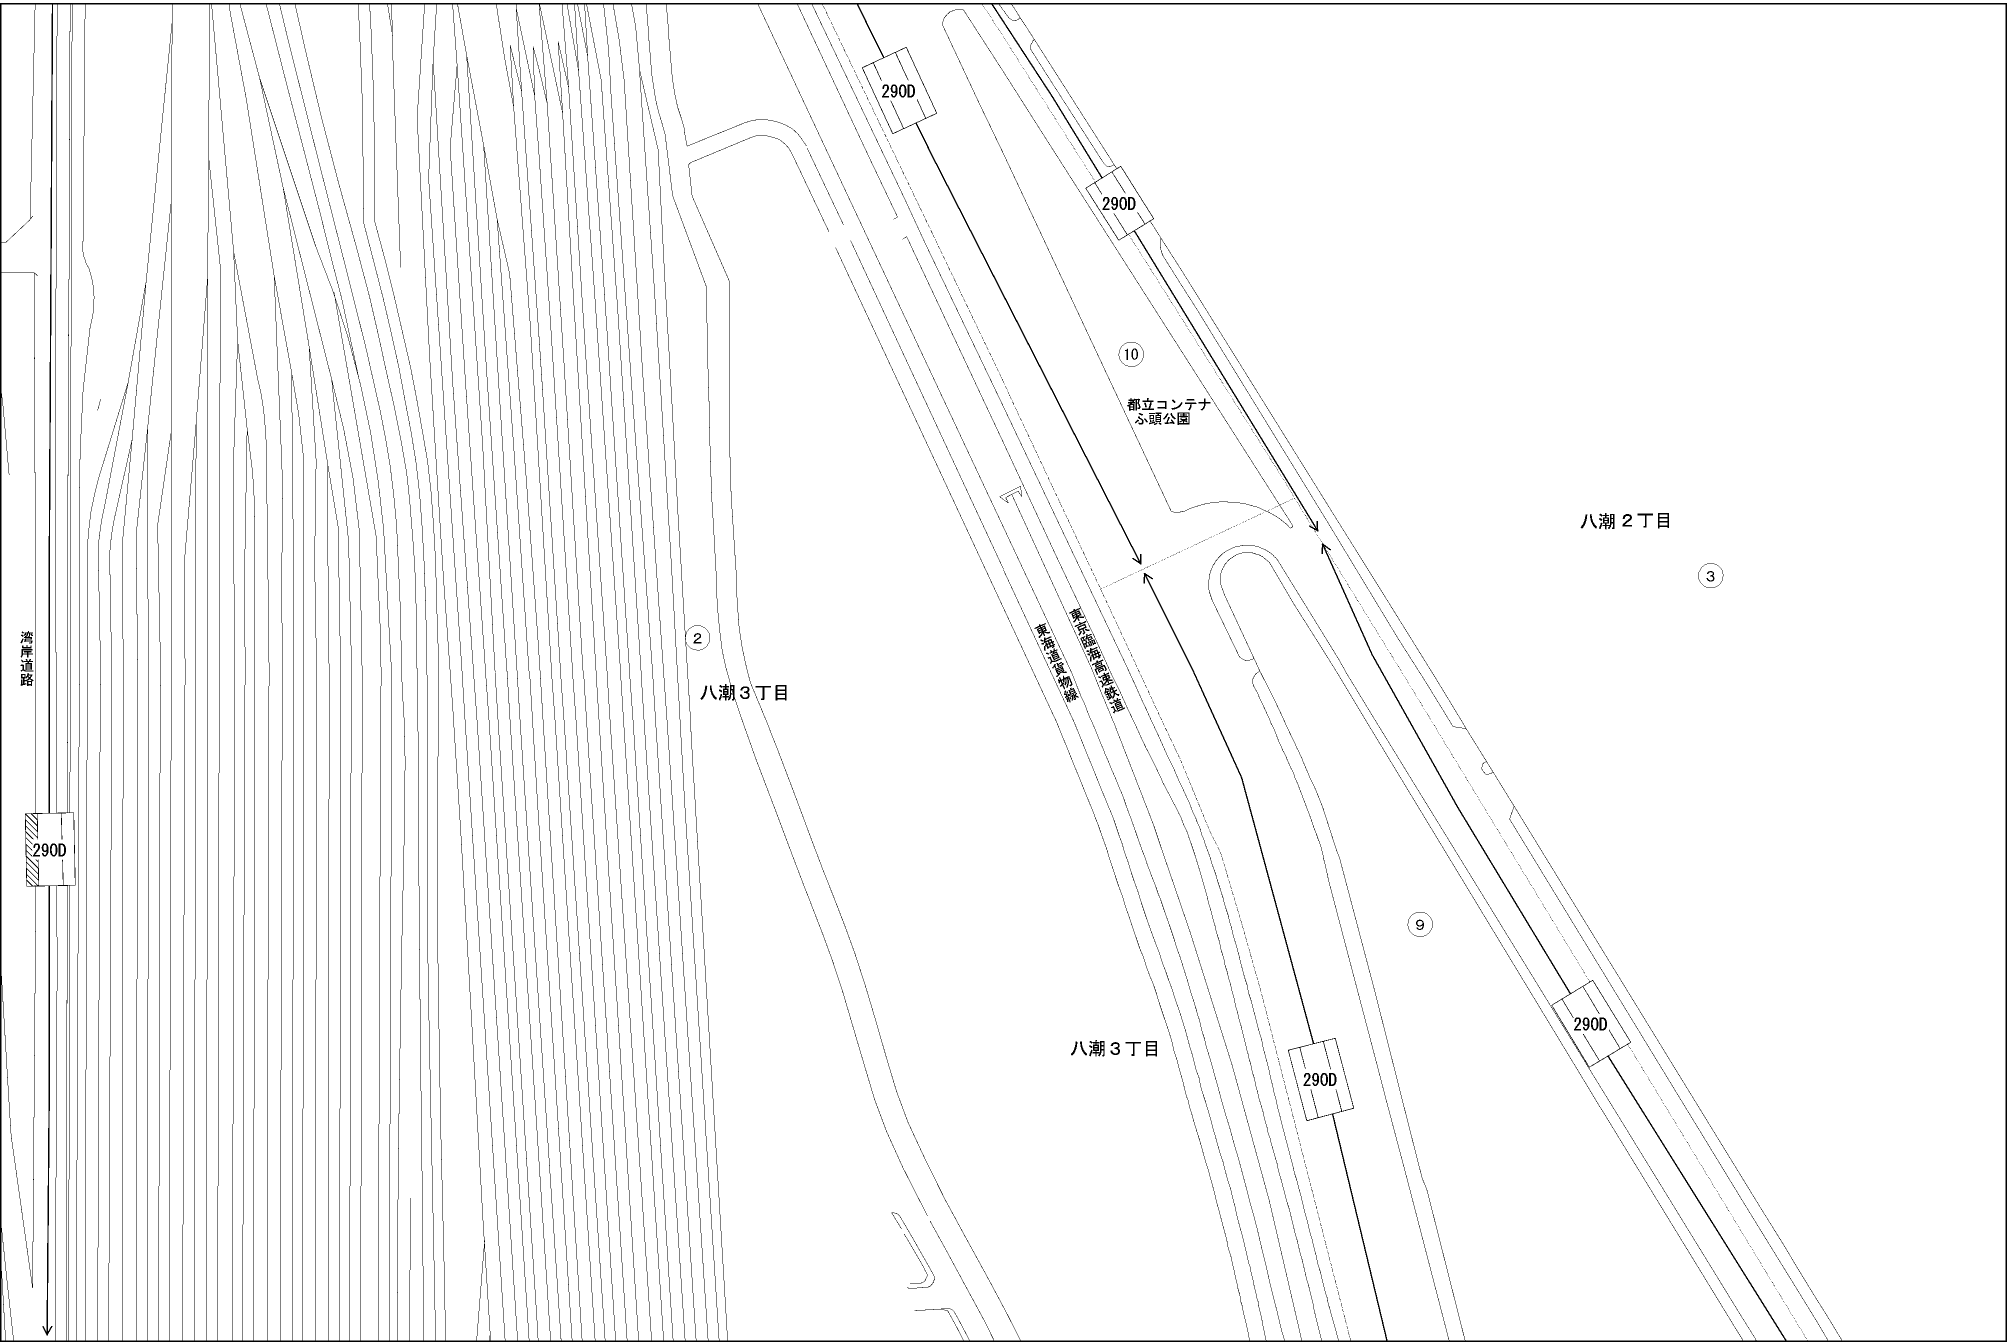 290D
290D
⑩
都立コンテナ
ふ頭公園
八潮２丁目
③
湾岸道路
②
八潮３丁目
東海道貨物線
東京臨海高速鉄道
290D
⑨
290D
八潮３丁目
290D